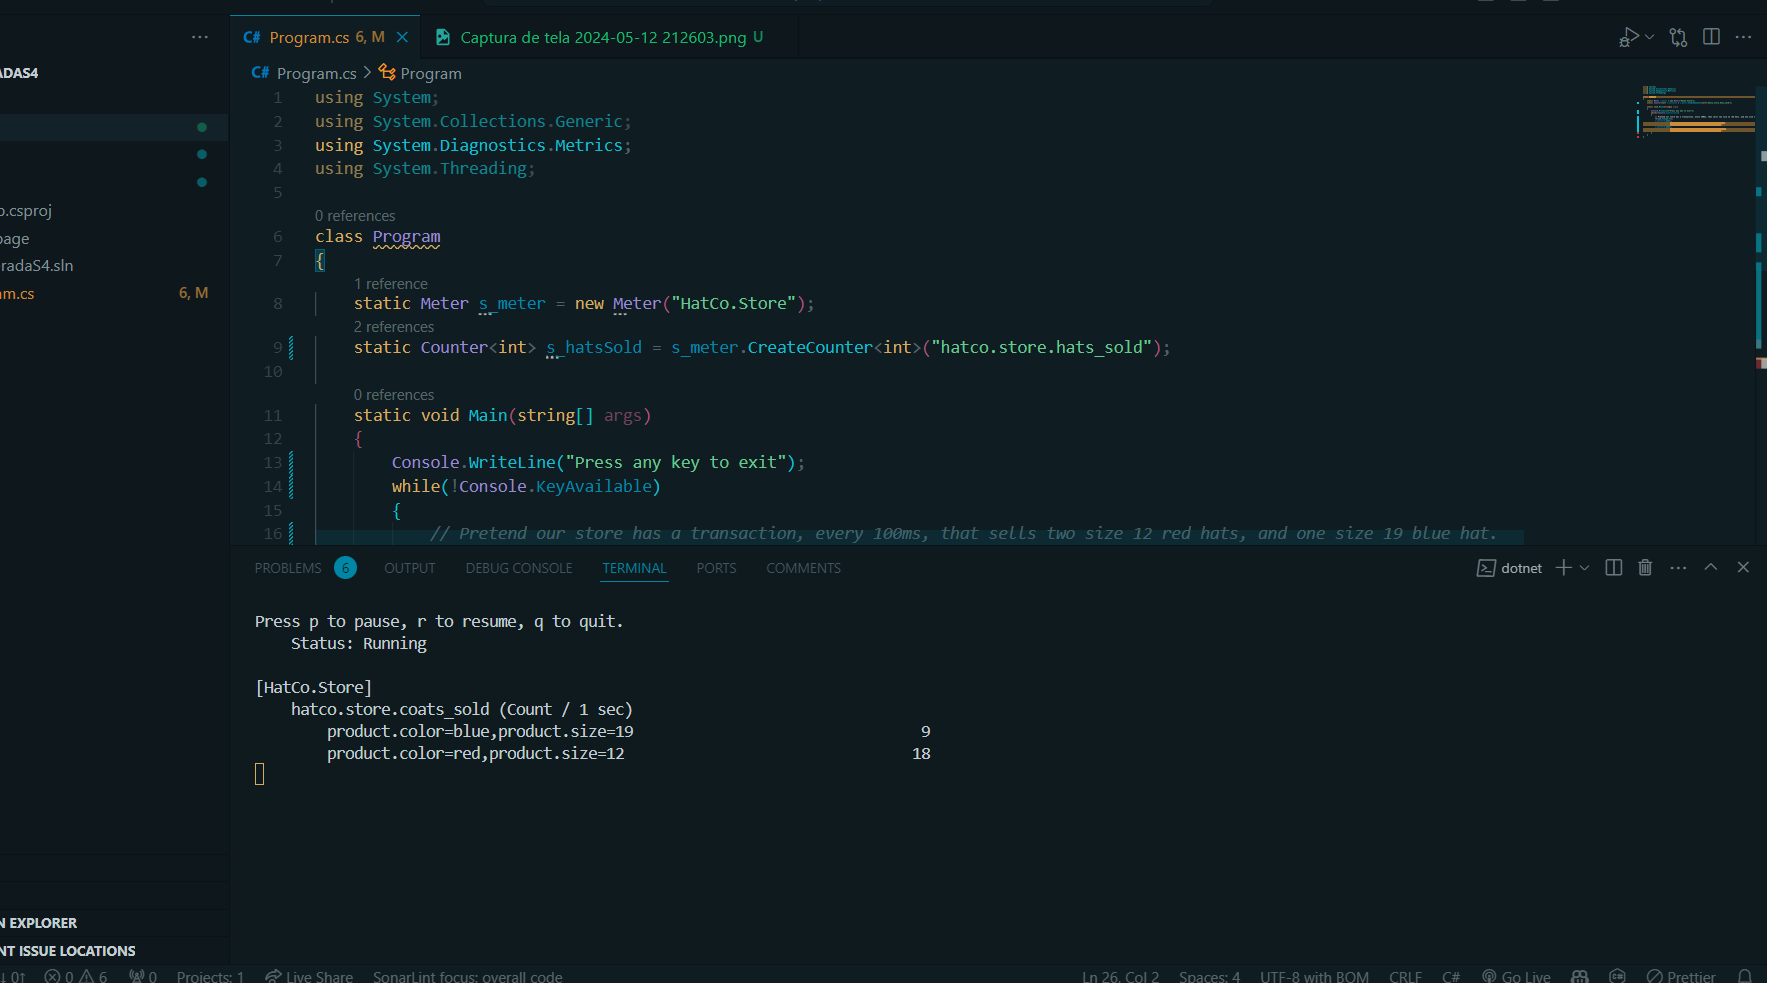 ADAS4
p.csproj
page
radaS4.sln
m.cs 6, M
C# Program.cs 6, M
Captura de tela 2024-05-12 212603.png U
C# Program.cs > Program
1 using System;
2 using System.Collections.Generic;
3 using System.Diagnostics.Metrics;
4 using System.Threading;
5
0 references
6 class Program
7 {
1 reference
8 static Meter s_meter = new Meter("HatCo.Store");
2 references
9 static Counter<int> s_hatsSold = s_meter.CreateCounter<int>("hatco.store.hats_sold");
10
0 references
11 static void Main(string[] args)
12 {
13 Console.WriteLine("Press any key to exit");
14 while(!Console.KeyAvailable)
15 {
16 // Pretend our store has a transaction, every 100ms, that sells two size 12 red hats, and one size 19 blue hat.
PROBLEMS 6 OUTPUT DEBUG CONSOLE TERMINAL PORTS COMMENTS dotnet
Press p to pause, r to resume, q to quit.
Status: Running
[HatCo.Store]
hatco.store.coats_sold (Count / 1 sec)
product.color=blue,product.size=19 9
product.color=red,product.size=12 18
N EXPLORER
NT ISSUE LOCATIONS
0↑ 0 6 0 Projects: 1 Live Share SonarLint focus: overall code Ln 26, Col 2 Spaces: 4 UTF-8 with BOM CRLF C# Go Live Prettier